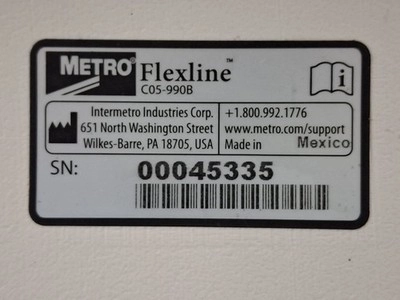 METRO Flexline™
C05-990B
Intermetro Industries Corp.
651 North Washington Street
Wilkes-Barre, PA 18705, USA
+1.800.992.1776
www.metro.com/support
Made in Mexico
SN: 00045335